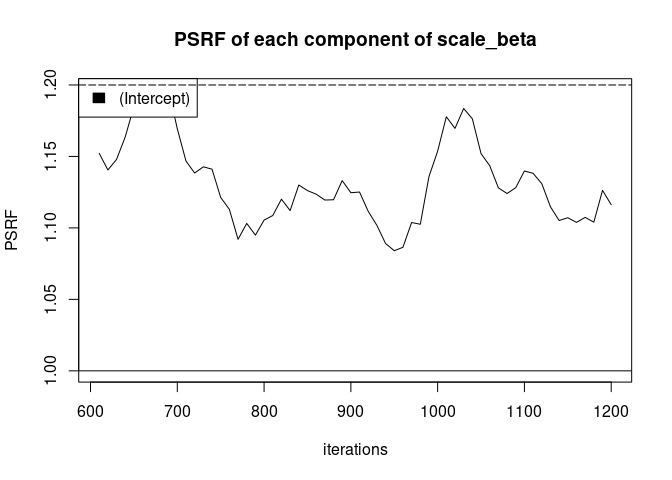 PSRF of each component of scale_beta
(Intercept)
PSRF
1.20
1.15
1.10
1.05
1.00
600 700 800 900 1000 1100 1200
iterations